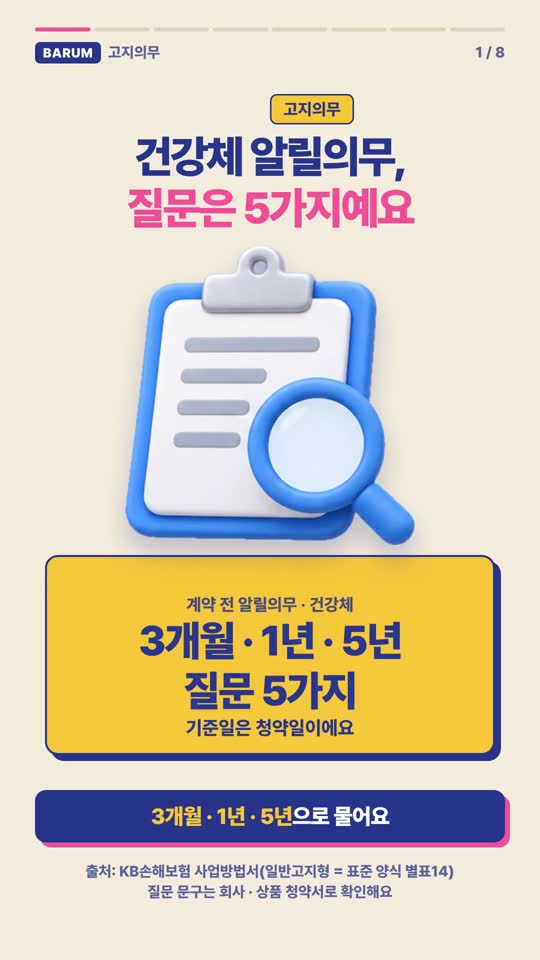 BARUM 고지의무
1 / 8
고지의무
건강체 알릴의무,
질문은 5가지예요
계약 전 알릴의무 · 건강체
3개월 · 1년 · 5년
질문 5가지
기준일은 청약일이에요
3개월 · 1년 · 5년으로 물어요
출처: KB손해보험 사업방법서(일반고지형 = 표준 양식 별표14)
질문 문구는 회사 · 상품 청약서로 확인해요